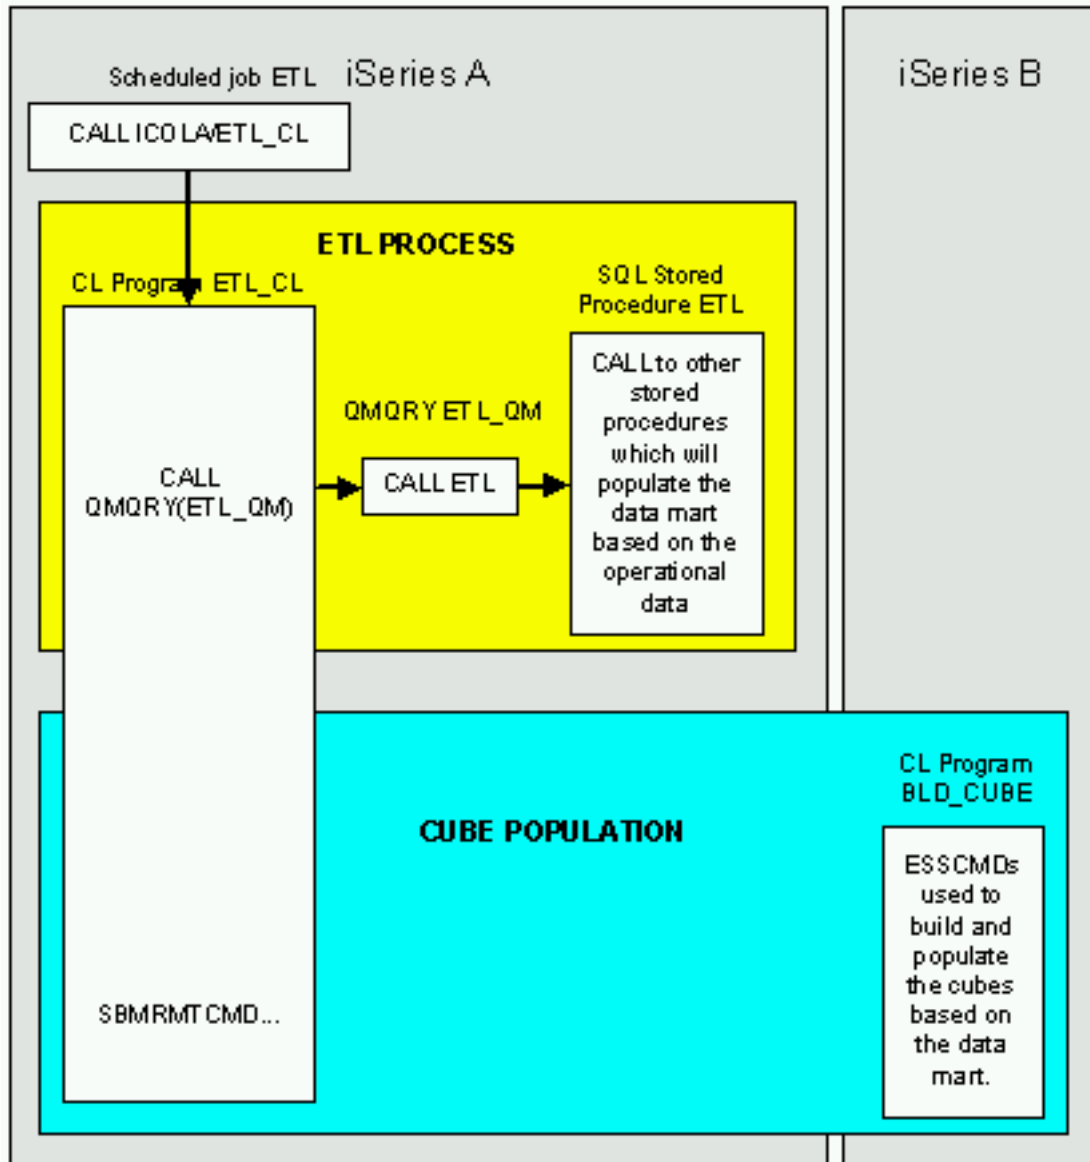 Scheduled job ETL
iSeries A
iSeries B
CALL ICOLA/ETL_CL
ETL PROCESS
CL Program ETL_CL
SQL Stored
Procedure ETL
CALL
QMQRY(ETL_QM)
QMQRY ETL_QM
CALL ETL
CALL to other
stored
procedures
which will
populate the
data mart
based on the
operational
data
CUBE POPULATION
SBMRMTCMD...
CL Program
BLD_CUBE
ESSCMDs
used to
build and
populate
the cubes
based on
the data
mart.